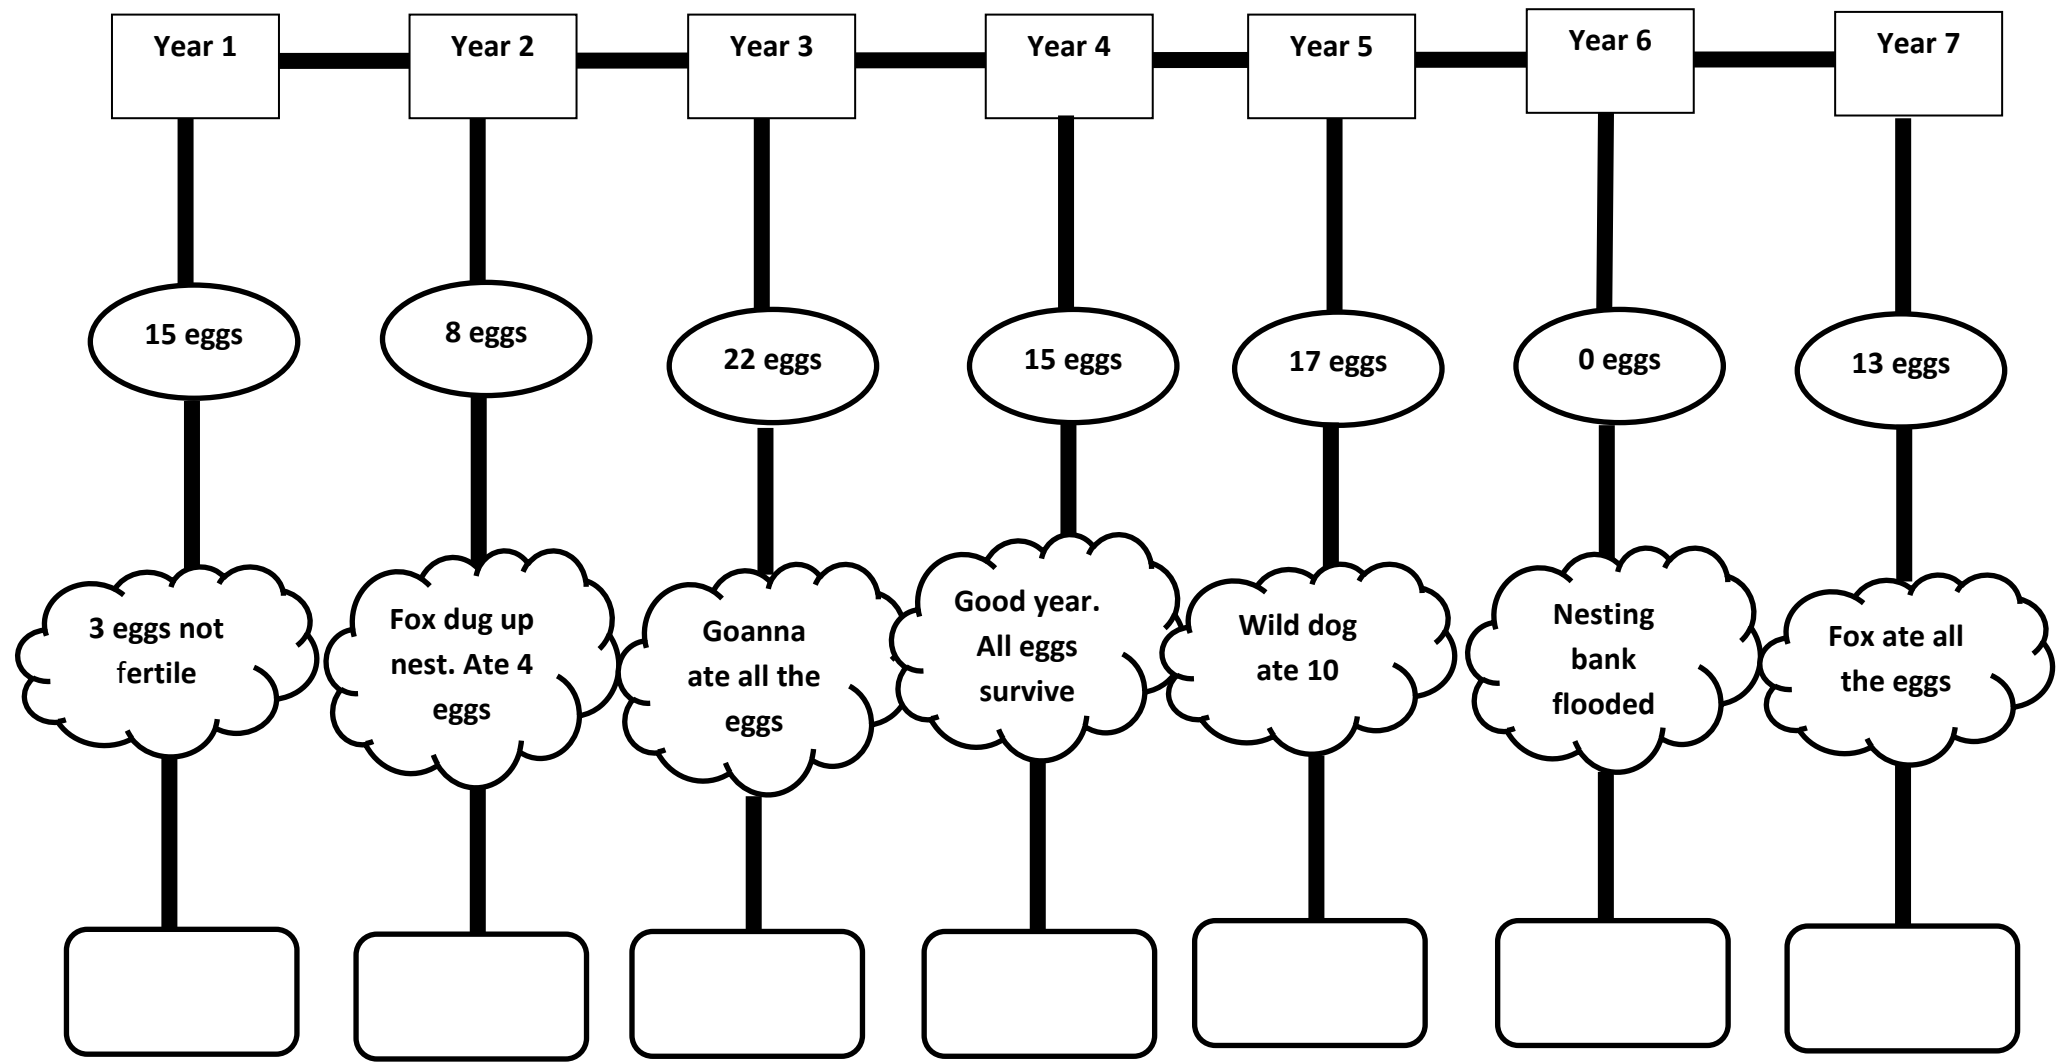 Year 1
Year 2
Year 3
Year 4
Year 5
Year 6
Year 7
15 eggs
8 eggs
22 eggs
15 eggs
17 eggs
0 eggs
13 eggs
3 eggs not
fertile
Fox dug up
nest. Ate 4
eggs
Goanna
ate all the
eggs
Good year.
All eggs
survive
Wild dog
ate 10
Nesting
bank
flooded
Fox ate all
the eggs